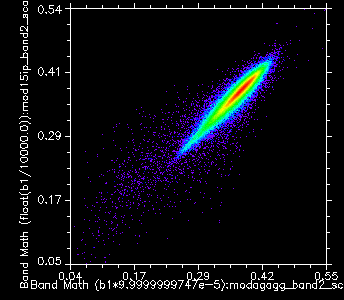 0.54
0.41
0.29
0.17
0.05
Band Math (float(b1/10000.0)):mod15ip_band2_sca
0.04 0.17 0.29 0.42 0.55
Band Math (b1*9.9999999747e-5):modagagg_band2_sc